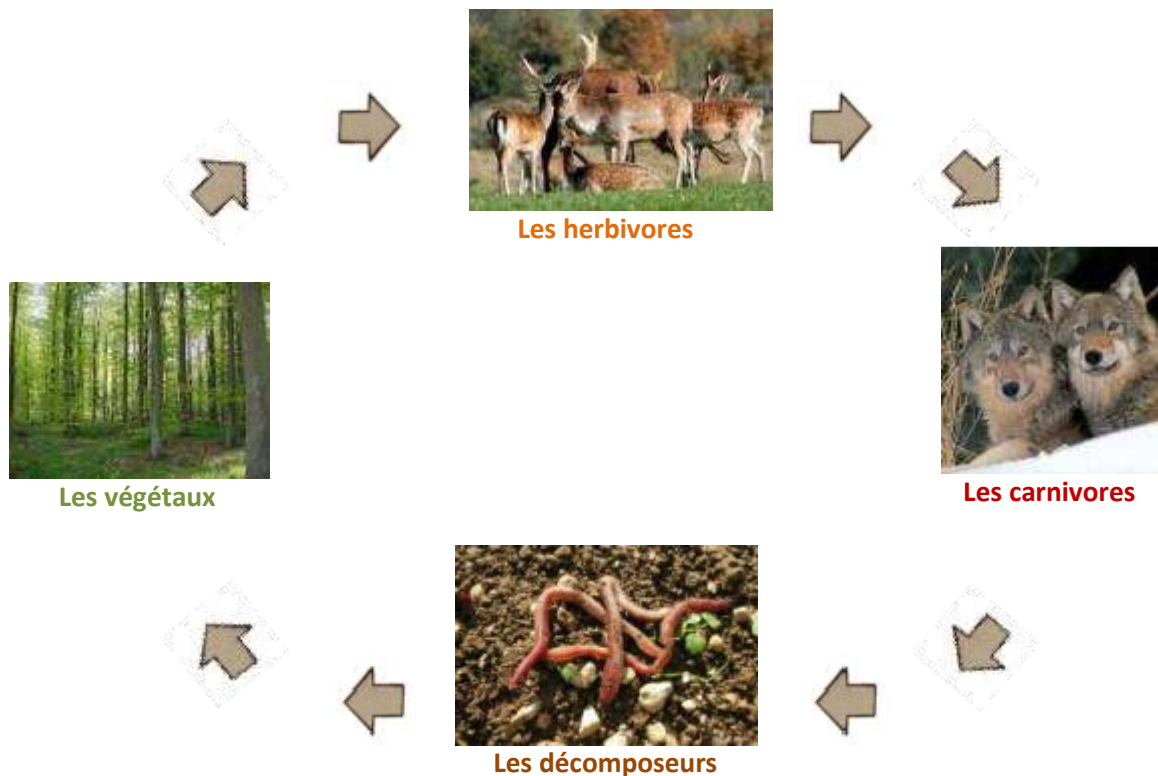 Les herbivores
Les végétaux
Les carnivores
Les décomposeurs